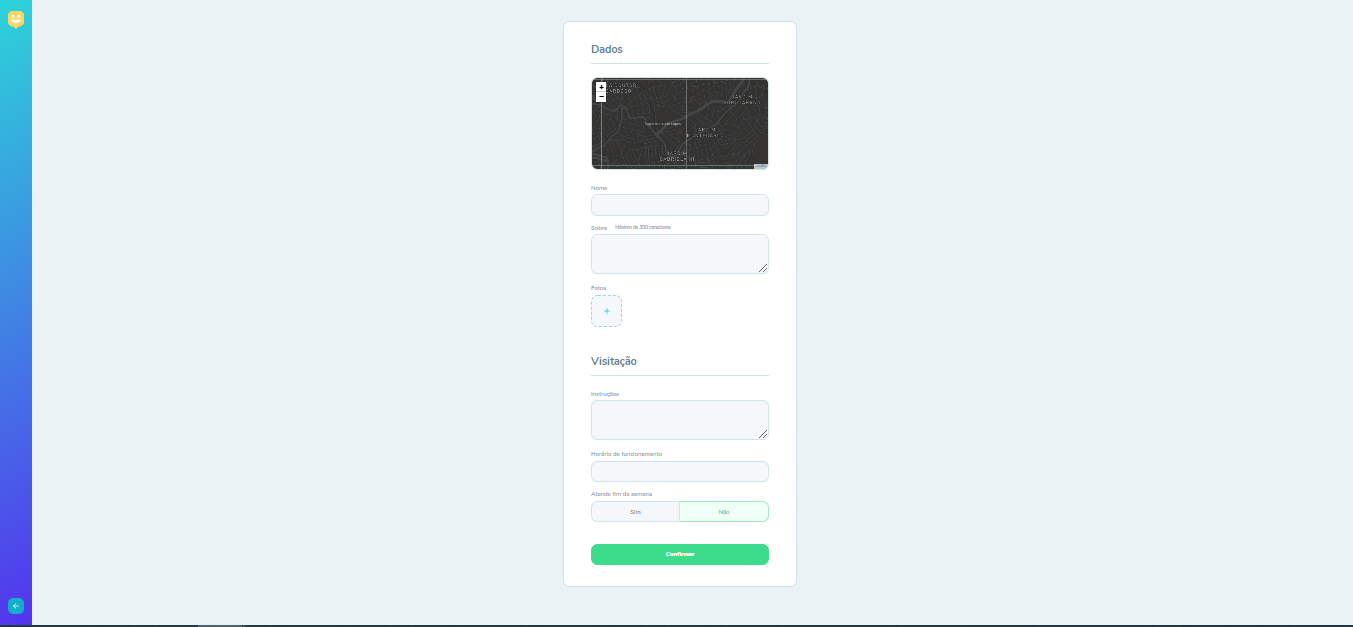 Dados
+
−
Nome
Sobre Máximo de 300 caracteres
Fotos
+
Visitação
Instruções
Horário de funcionamento
Atende fim de semana
Sim Não
Confirmar